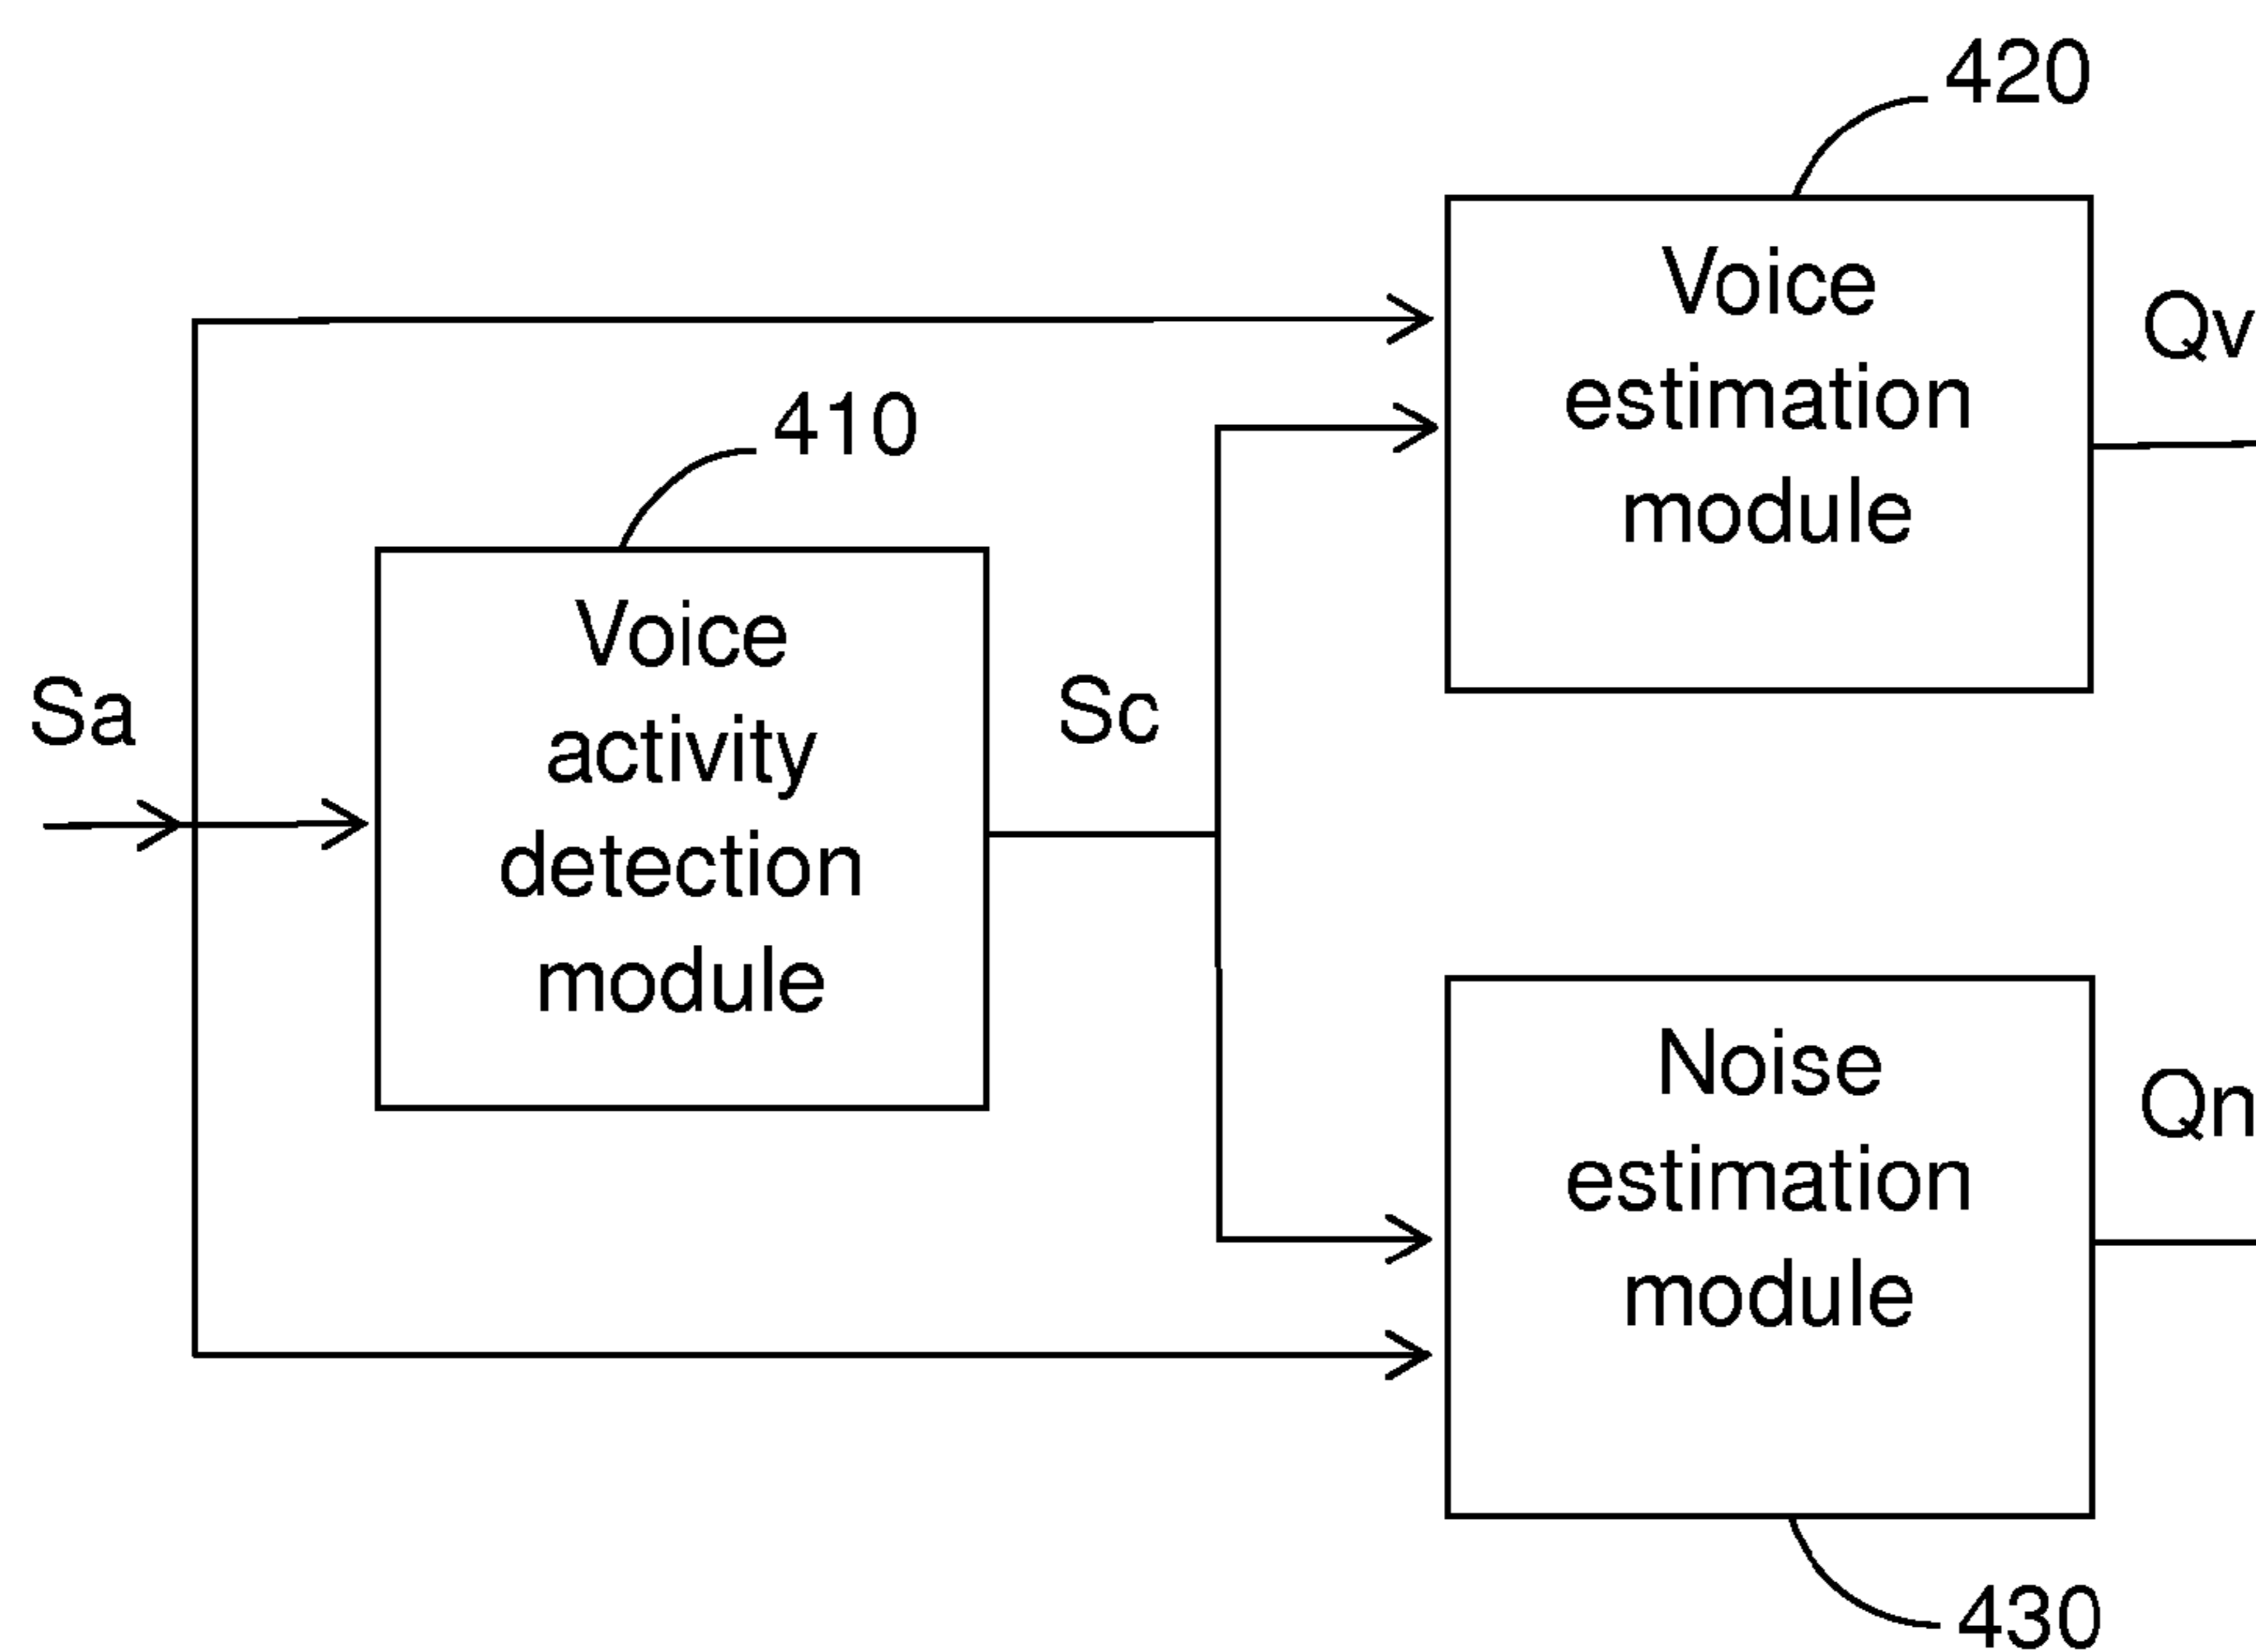 420
Voice
estimation
module
Qv
410
Voice
activity
detection
module
Sa
Sc
Noise
estimation
module
Qn
430